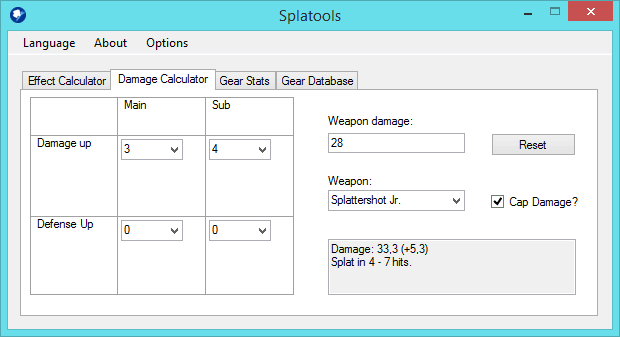 Splatools
Language About Options
Effect Calculator Damage Calculator Gear Stats Gear Database
Main Sub
Damage up 3 4
Defense Up 0 0
Weapon damage:
28 Reset
Weapon:
Splattershot Jr. Cap Damage?
Damage: 33,3 (+5,3)
Splat in 4 - 7 hits.